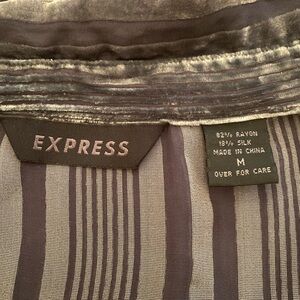 EXPRESS
82% RAYON
18% SILK
MADE IN CHINA
M
OVER FOR CARE